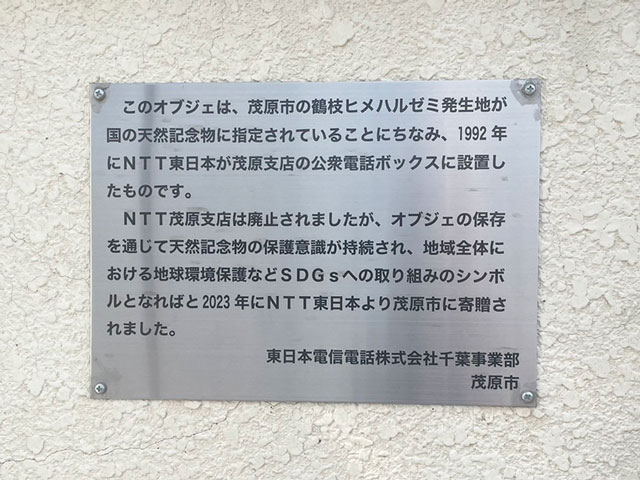 このオブジェは、茂原市の鶴枝ヒメハルゼミ発生地が
国の天然記念物に指定されていることにちなみ、1992 年
にNTT東日本が茂原支店の公衆電話ボックスに設置し
たものです。
NTT茂原支店は廃止されましたが、オブジェの保存
を通じて天然記念物の保護意識が持続され、地域全体に
おける地球環境保護などSDGsへの取り組みのシンボ
ルとなればと 2023 年にNTT東日本より茂原市に寄贈さ
れました。
東日本電信電話株式会社千葉事業部
茂原市